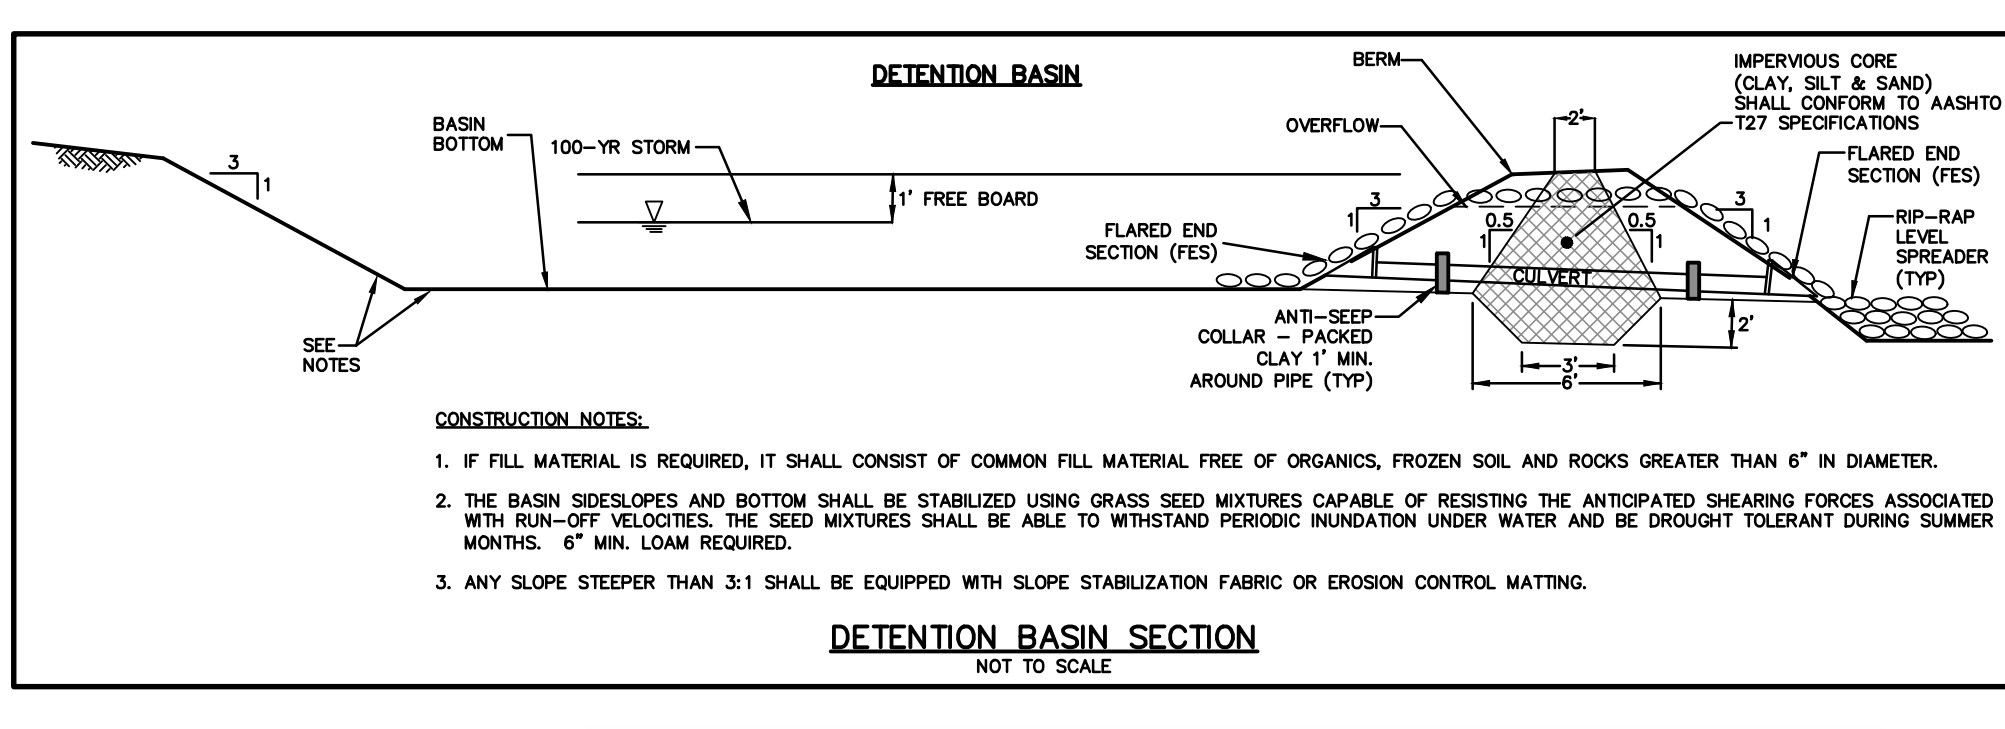 DETENTION BASIN
BERM
IMPERVIOUS CORE
(CLAY, SILT & SAND)
SHALL CONFORM TO AASHTO
T27 SPECIFICATIONS
BASIN
BOTTOM
100-YR STORM
OVERFLOW
2'
FLARED END
SECTION (FES)
3
1
1' FREE BOARD
3
1
0.5
1
0.5
1
3
1
FLARED END
SECTION (FES)
RIP-RAP
LEVEL
SPREADER
(TYP)
CULVERT
SEE
NOTES
ANTI-SEEP
COLLAR - PACKED
CLAY 1' MIN.
AROUND PIPE (TYP)
2'
3'
6'
CONSTRUCTION NOTES:
1. IF FILL MATERIAL IS REQUIRED, IT SHALL CONSIST OF COMMON FILL MATERIAL FREE OF ORGANICS, FROZEN SOIL AND ROCKS GREATER THAN 6" IN DIAMETER.
2. THE BASIN SIDESLOPES AND BOTTOM SHALL BE STABILIZED USING GRASS SEED MIXTURES CAPABLE OF RESISTING THE ANTICIPATED SHEARING FORCES ASSOCIATED
WITH RUN-OFF VELOCITIES. THE SEED MIXTURES SHALL BE ABLE TO WITHSTAND PERIODIC INUNDATION UNDER WATER AND BE DROUGHT TOLERANT DURING SUMMER
MONTHS. 6" MIN. LOAM REQUIRED.
3. ANY SLOPE STEEPER THAN 3:1 SHALL BE EQUIPPED WITH SLOPE STABILIZATION FABRIC OR EROSION CONTROL MATTING.
DETENTION BASIN SECTION
NOT TO SCALE